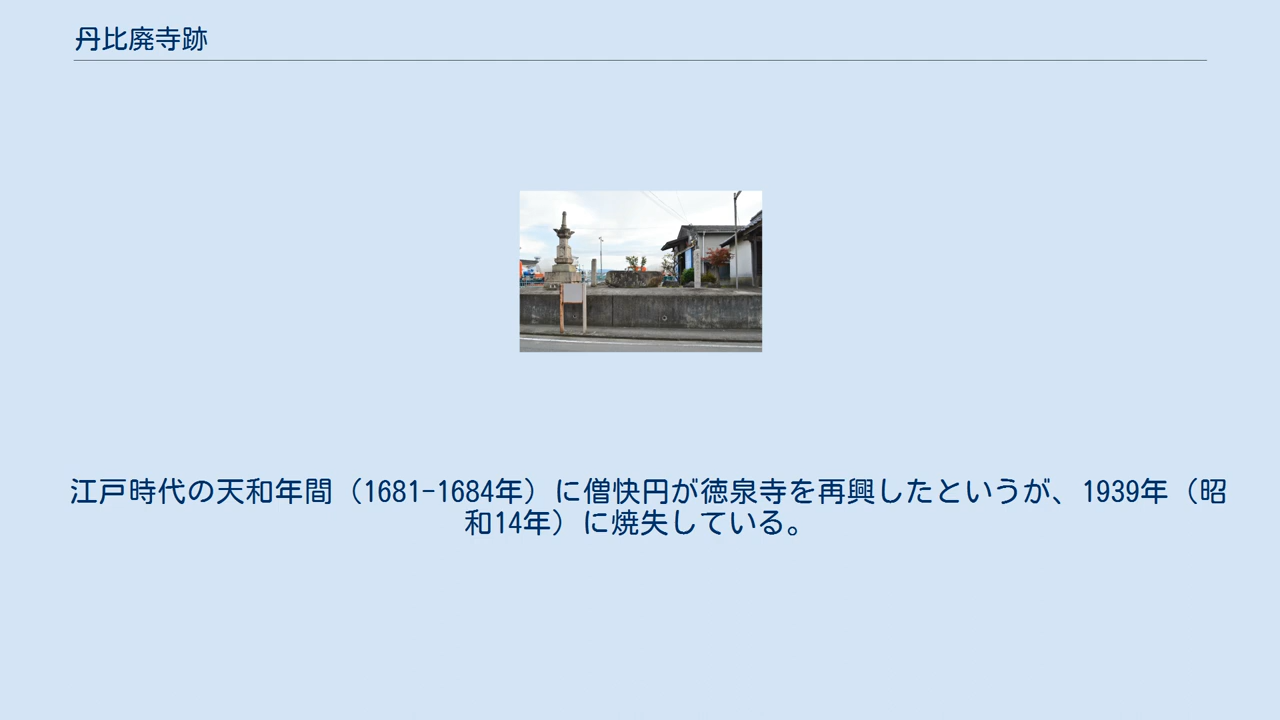 丹比廃寺跡
江戸時代の天和年間（1681-1684年）に僧快円が徳泉寺を再興したというが、1939年（昭
和14年）に焼失している。